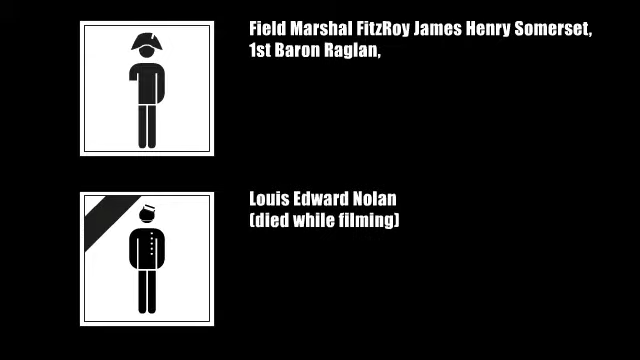 Field Marshal FitzRoy James Henry Somerset,
1st Baron Raglan,
Louis Edward Nolan
(died while filming)